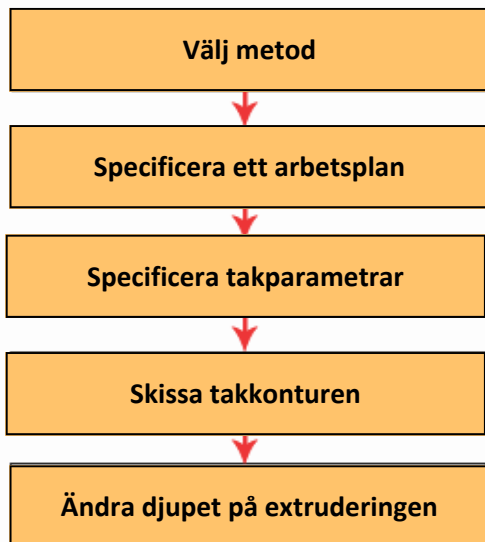 Välj metod
Specificera ett arbetsplan
Specificera takparametrar
Skissa takkonturen
Ändra djupet på extruderingen